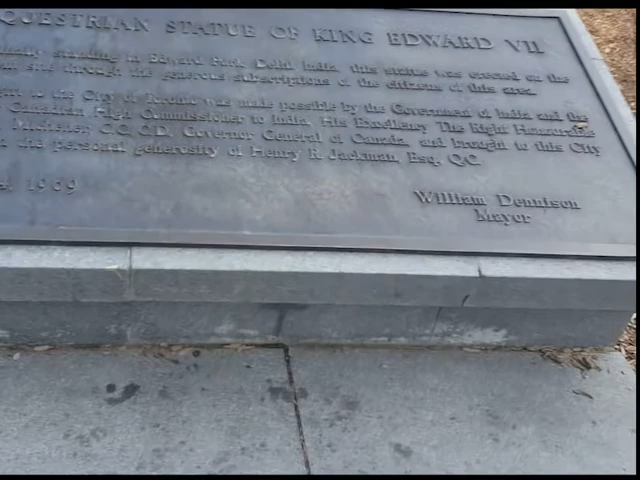 QUESTRIAN STATUE OF KING EDWARD VII
standing in Edward Park, Delhi India, this statue was erected on the
through the generous subscriptions of the citizens of this area.
to the City of Toronto was made possible by the Government of India and the
Canadian High Commissioner to India, His Excellency The Right Honourable
Michener, C.C. C.D. Governor General of Canada, and brought to this City
the personal generosity of Henry R. Jackman, Esq. Q.C.
1969
William Dennison
Mayor